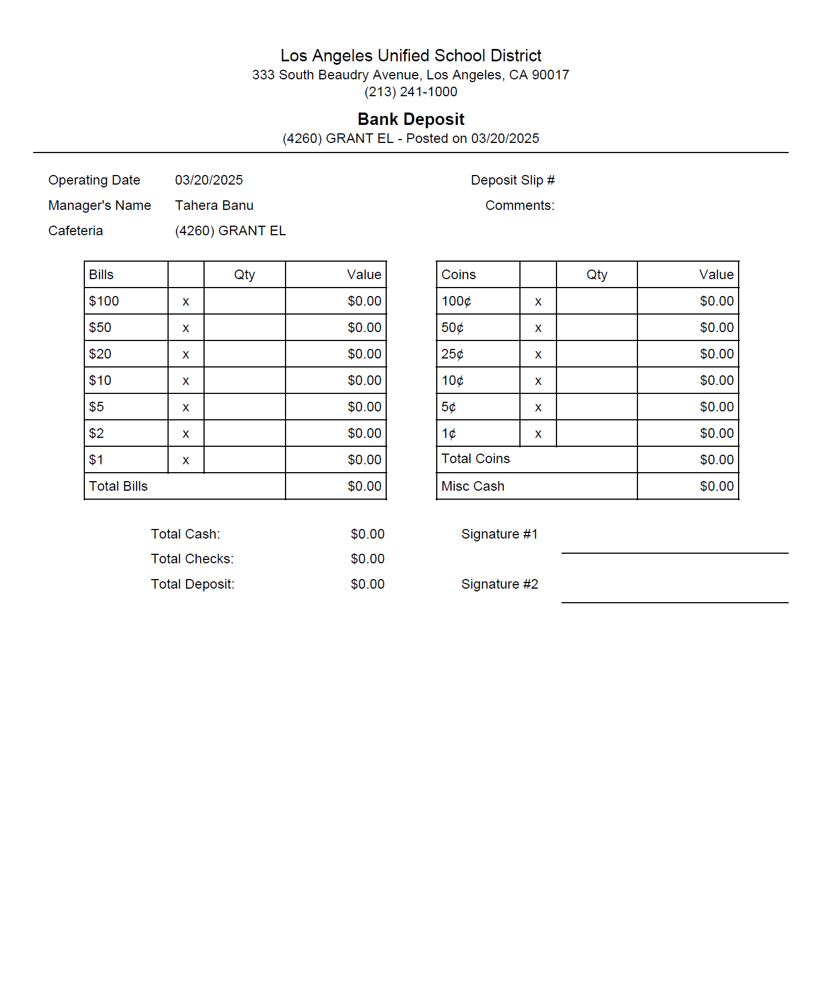 Los Angeles Unified School District
333 South Beaudry Avenue, Los Angeles, CA 90017
(213) 241-1000
Bank Deposit
(4260) GRANT EL - Posted on 03/20/2025
Operating Date 03/20/2025 Deposit Slip #
Manager's Name Tahera Banu Comments:
Cafeteria (4260) GRANT EL
Bills Qty Value
$100 x $0.00
$50 x $0.00
$20 x $0.00
$10 x $0.00
$5 x $0.00
$2 x $0.00
$1 x $0.00
Total Bills $0.00
Coins Qty Value
100¢ x $0.00
50¢ x $0.00
25¢ x $0.00
10¢ x $0.00
5¢ x $0.00
1¢ x $0.00
Total Coins $0.00
Misc Cash $0.00
Total Cash: $0.00
Total Checks: $0.00
Total Deposit: $0.00
Signature #1
Signature #2